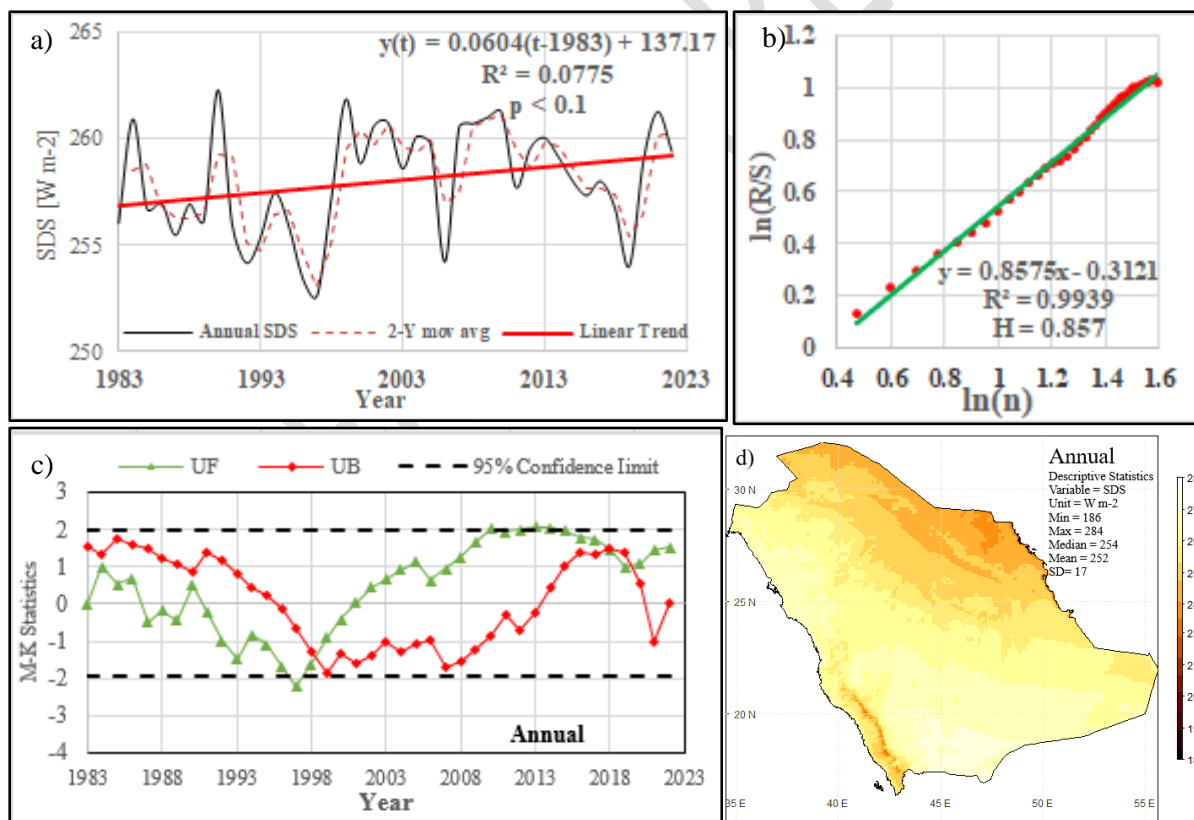 a)
y(t) = 0.0604(t-1983) + 137.17
R² = 0.0775
p < 0.1
SDS [W m-2]
265
260
255
250
1983 1993 2003 2013 2023
Year
Annual SDS 2-Y mov avg Linear Trend
b)
ln(R/S)
1.2
1
0.8
0.6
0.4
0.2
0
y = 0.8575x - 0.3121
R² = 0.9939
H = 0.857
0.4 0.6 0.8 1 1.2 1.4 1.6
ln(n)
c)
UF UB 95% Confidence limit
M-K Statistics
3
2
1
0
-1
-2
-3
-4
Annual
1983 1988 1993 1998 2003 2008 2013 2018 2023
Year
d)
Annual
Descriptive Statistics
Variable = SDS
Unit = W m-2
Min = 186
Max = 284
Median = 254
Mean = 252
SD= 17
30 N
25 N
20 N
35 E 40 E 45 E 50 E 55 E